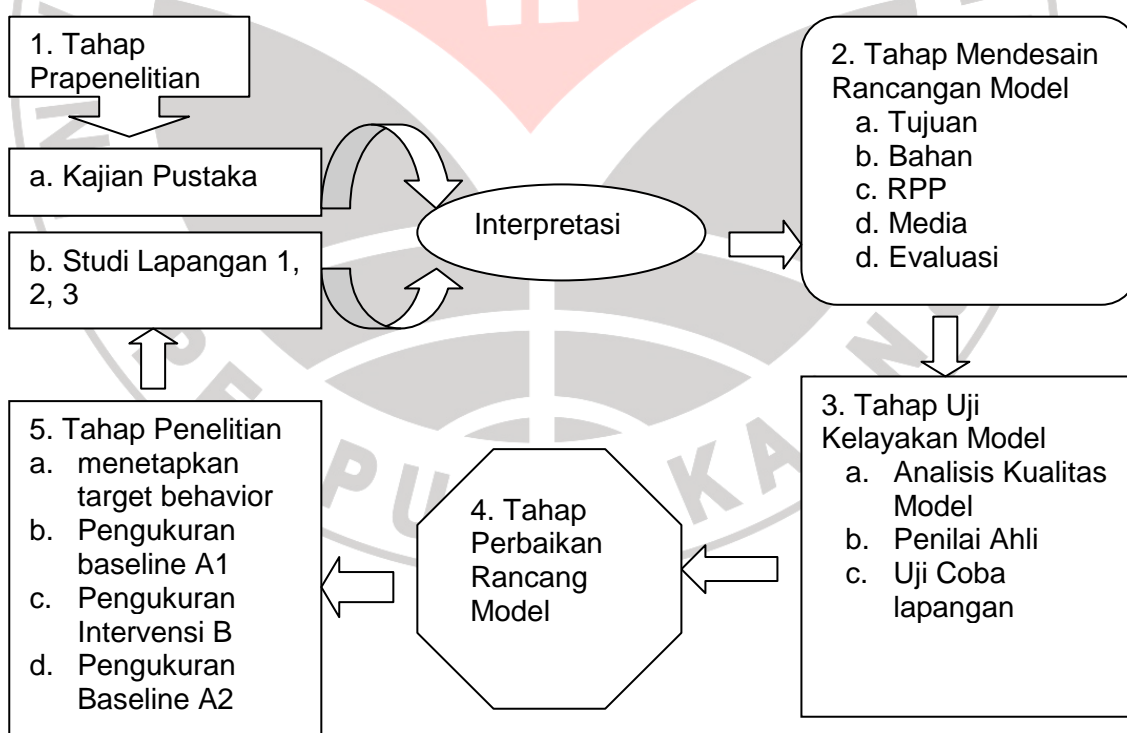 1. Tahap
Prapenelitian
a. Kajian Pustaka
b. Studi Lapangan 1,
2, 3
Interpretasi
2. Tahap Mendesain
Rancangan Model
a. Tujuan
b. Bahan
c. RPP
d. Media
d. Evaluasi
3. Tahap Uji
Kelayakan Model
a. Analisis Kualitas
Model
b. Penilai Ahli
c. Uji Coba
lapangan
4. Tahap
Perbaikan
Rancang
Model
5. Tahap Penelitian
a. menetapkan
target behavior
b. Pengukuran
baseline A1
c. Pengukuran
Intervensi B
d. Pengukuran
Baseline A2